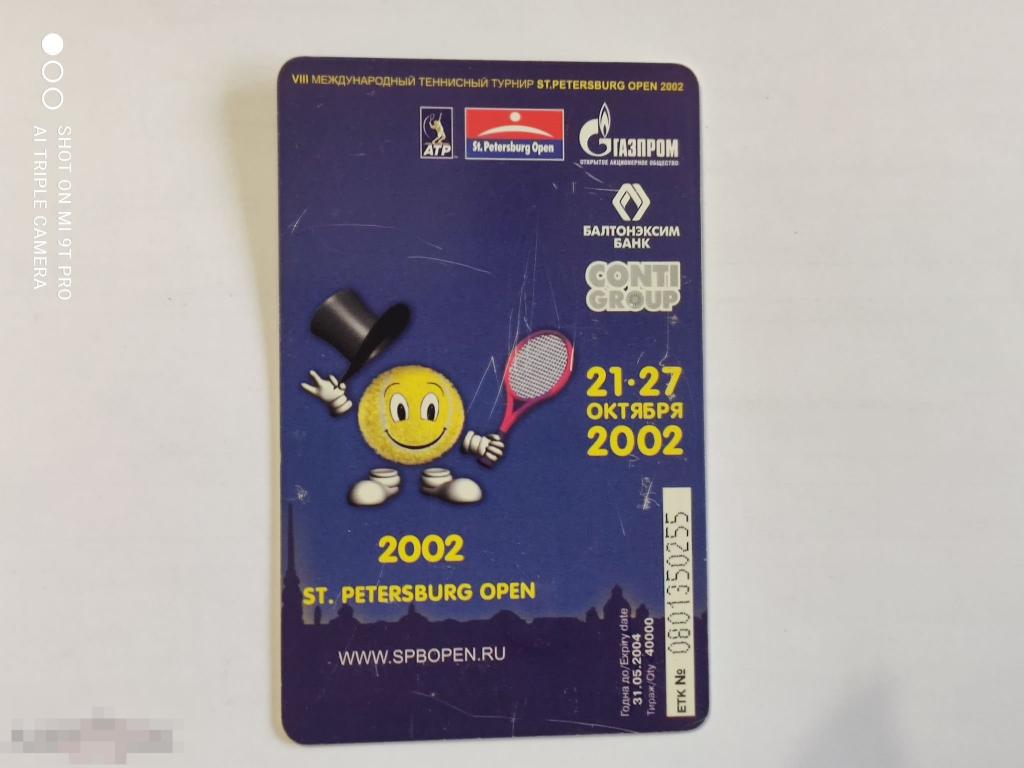 VIII МЕЖДУНАРОДНЫЙ ТЕННИСНЫЙ ТУРНИР ST.PETERSBURG OPEN 2002
ATP
St. Petersburg Open
ГАЗПРОМ
ОТКРЫТОЕ АКЦИОНЕРНОЕ ОБЩЕСТВО
БАЛТОНЭКСИМ
БАНК
CONTI
GROUP
21·27
ОКТЯБРЯ
2002
2002
ST. PETERSBURG OPEN
WWW.SPBOPEN.RU
Годна до/Expiry date
31.05.2004
Тираж/Qty 40000
ЕТК № 0801350255
SHOT ON MI 9T PRO
AI TRIPLE CAMERA